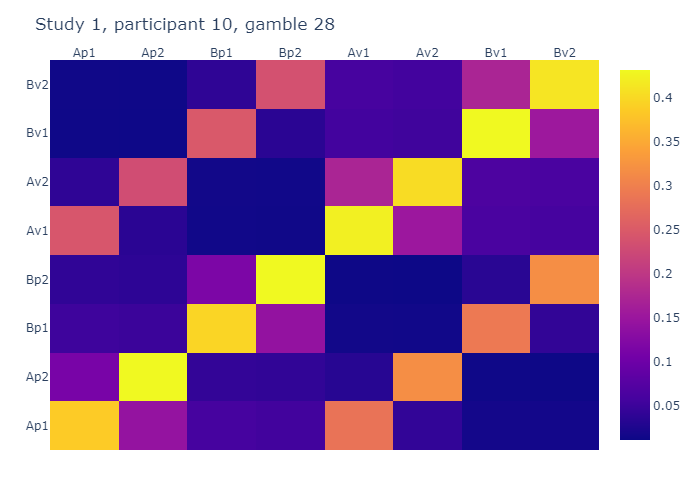 Study 1, participant 10, gamble 28
Ap1 Ap2 Bp1 Bp2 Av1 Av2 Bv1 Bv2
Bv2
Bv1
Av2
Av1
Bp2
Bp1
Ap2
Ap1
0.4
0.35
0.3
0.25
0.2
0.15
0.1
0.05